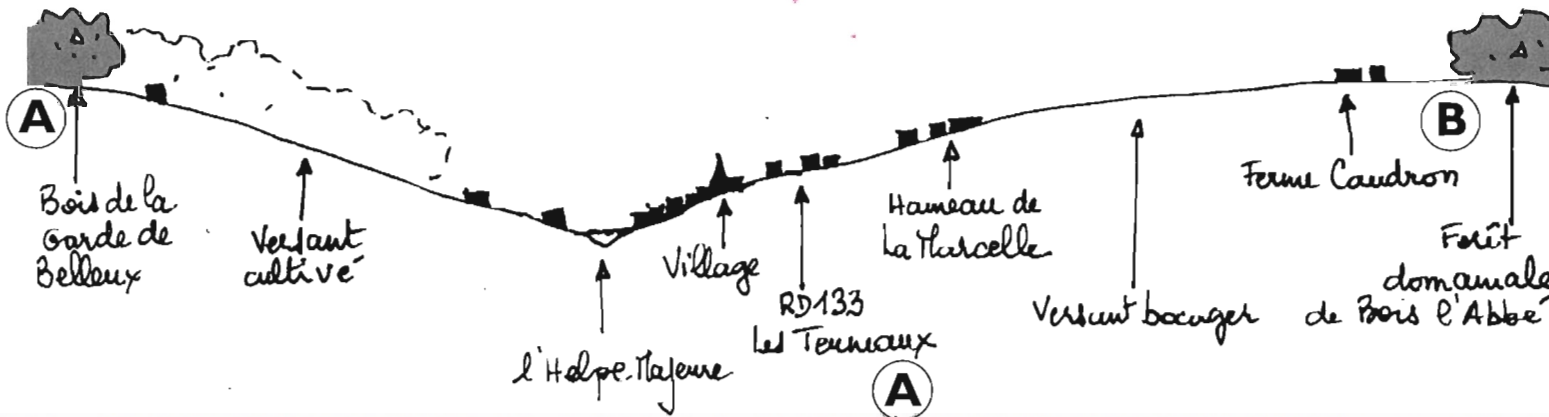 A
Bois de la
Garde de
Belleux
Versant
cultivé
l'Helpe-Majeure
Village
RD133
Les Terniaux
A
Hameau de
La Marcelle
Versant bocager
Ferme Caudron
B
Forêt
domaniale
de Bois l'Abbé